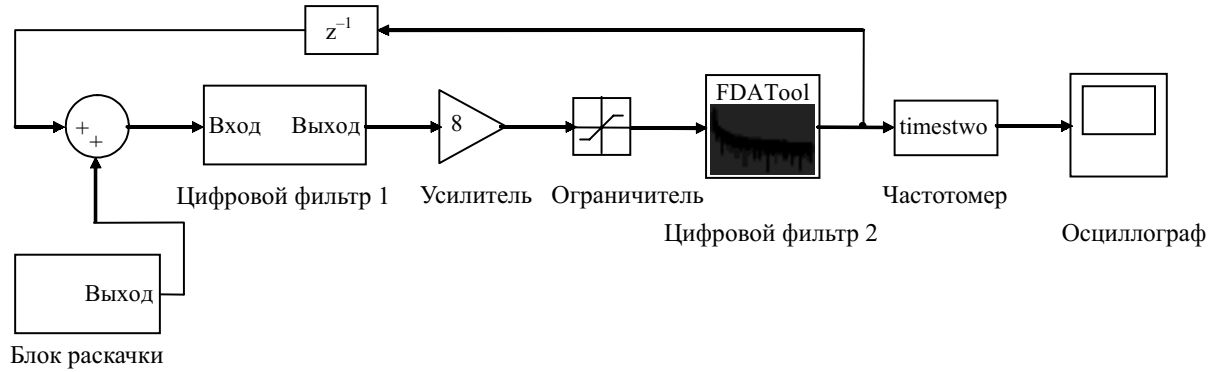 z⁻¹
FDATool
+
+
Вход Выход
8
timestwo
Цифровой фильтр 1
Усилитель
Ограничитель
Частотомер
Цифровой фильтр 2
Осциллограф
Выход
Блок раскачки